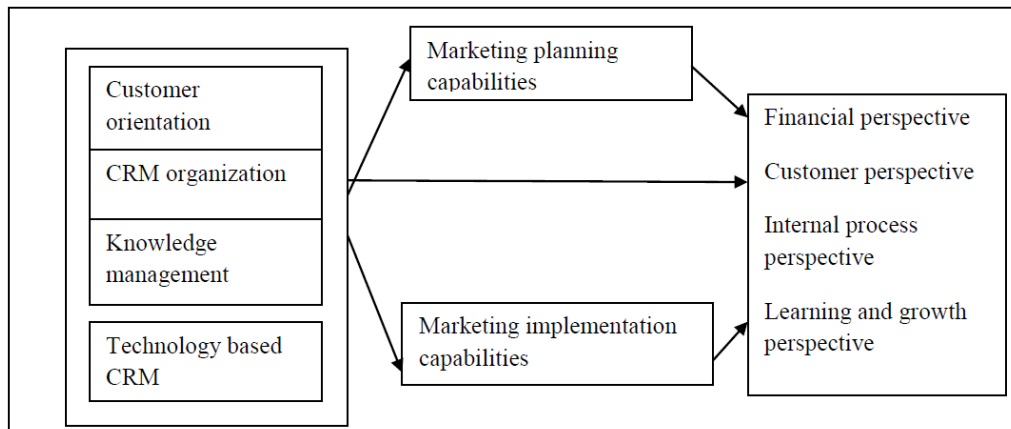 Customer
orientation
CRM organization
Knowledge
management
Technology based
CRM
Marketing planning
capabilities
Marketing implementation
capabilities
Financial perspective
Customer perspective
Internal process
perspective
Learning and growth
perspective